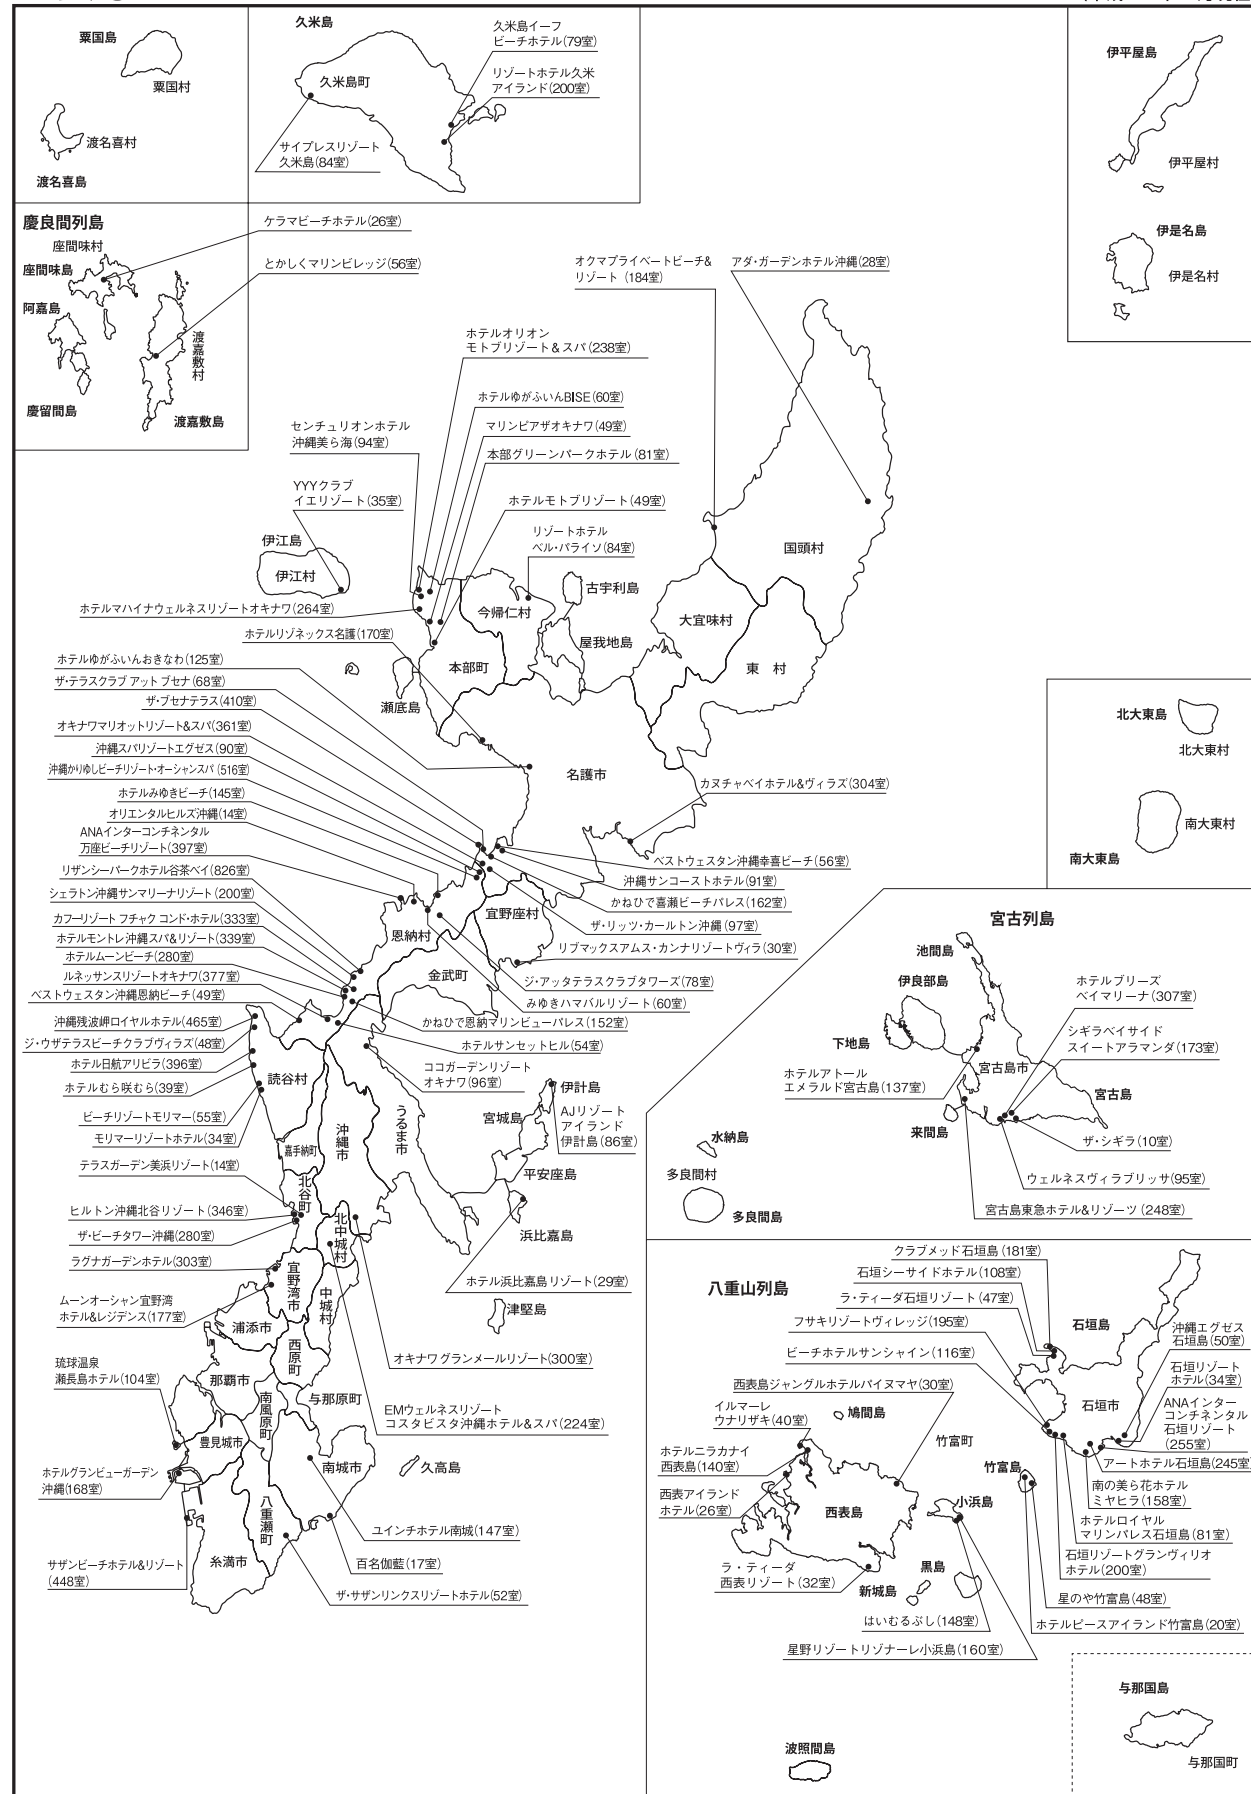 粟国島
粟国村
渡名喜村
渡名喜島
久米島
久米島町
久米島イーフ
ビーチホテル(79室)
リゾートホテル久米
アイランド(200室)
サイプレスリゾート
久米島(84室)
伊平屋島
伊平屋村
伊是名島
伊是名村
慶良間列島
座間味村
座間味島
阿嘉島
慶留間島
渡嘉敷村
渡嘉敷島
ケラマビーチホテル(26室)
とかしくマリンビレッジ(56室)
オクマプライベートビーチ&
リゾート (184室)
アダ・ガーデンホテル沖縄(28室)
ホテルオリオン
モトブリゾート&スパ(238室)
ホテルゆがふいんBISE(60室)
センチュリオンホテル
沖縄美ら海(94室)
マリンピアザオキナワ(49室)
本部グリーンパークホテル(81室)
YYYクラブ
イエリゾート(35室)
ホテルモトブリゾート(49室)
リゾートホテル
ベル・パライソ(84室)
伊江島
伊江村
国頭村
古宇利島
今帰仁村
大宜味村
屋我地島
本部町
東 村
瀬底島
名護市
ホテルマハイナウェルネスリゾートオキナワ(264室)
ホテルリゾネックス名護(170室)
ホテルゆがふいんおきなわ(125室)
ザ・テラスクラブ アット ブセナ(68室)
ザ・ブセナテラス(410室)
オキナワマリオットリゾート&スパ(361室)
沖縄スパリゾートエグゼス(90室)
沖縄かりゆしビーチリゾート・オーシャンスパ(516室)
ホテルみゆきビーチ(145室)
オリエンタルヒルズ沖縄(14室)
ANAインターコンチネンタル
万座ビーチリゾート(397室)
リザンシーパークホテル谷茶ベイ(826室)
シェラトン沖縄サンマリーナリゾート(200室)
カフーリゾート フチャク コンド・ホテル(333室)
ホテルモントレ沖縄スパ&リゾート(339室)
ホテルムーンビーチ(280室)
ルネッサンスリゾートオキナワ(377室)
ベストウェスタン沖縄恩納ビーチ(49室)
沖縄残波岬ロイヤルホテル(465室)
ジ・ウザテラスビーチクラブヴィラズ(48室)
ホテル日航アリビラ(396室)
ホテルむら咲むら(39室)
ビーチリゾートモリマー(55室)
モリマーリゾートホテル(34室)
テラスガーデン美浜リゾート(14室)
ヒルトン沖縄北谷リゾート(346室)
ザ・ビーチタワー沖縄(280室)
ラグナガーデンホテル(303室)
ムーンオーシャン宜野湾
ホテル&レジデンス(177室)
琉球温泉
瀬長島ホテル(104室)
ホテルグランビューガーデン
沖縄(168室)
サザンビーチホテル&リゾート
(448室)
カヌチャベイホテル&ヴィラズ(304室)
ベストウェスタン沖縄幸喜ビーチ(56室)
沖縄サンコーストホテル(91室)
かねひで喜瀬ビーチパレス(162室)
ザ・リッツ・カールトン沖縄(97室)
リブマックスアムス・カンナリゾートヴィラ(30室)
ジ・アッタテラスクラブタワーズ(78室)
みゆきハマバルリゾート(60室)
かねひで恩納マリンビューパレス(152室)
ホテルサンセットヒル(54室)
ココガーデンリゾート
オキナワ(96室)
恩納村
宜野座村
金武町
読谷村
沖縄市
うるま市
嘉手納町
北谷町
北中城村
宜野湾市
中城村
浦添市
西原町
那覇市
南風原町
与那原町
豊見城市
南城市
八重瀬町
糸満市
伊計島
宮城島
AJリゾート
アイランド
伊計島(86室)
平安座島
浜比嘉島
ホテル浜比嘉島リゾート(29室)
津堅島
久高島
オキナワグランメールリゾート(300室)
EMウェルネスリゾート
コスタビスタ沖縄ホテル&スパ(224室)
ユインチホテル南城(147室)
百名伽藍(17室)
ザ・サザンリンクスリゾートホテル(52室)
北大東島
北大東村
南大東村
南大東島
宮古列島
池間島
伊良部島
下地島
宮古島市
宮古島
来間島
水納島
多良間村
多良間島
ホテルブリーズ
ベイマリーナ(307室)
シギラベイサイド
スイートアラマンダ(173室)
ホテルアトール
エメラルド宮古島(137室)
ザ・シギラ(10室)
ウェルネスヴィラブリッサ(95室)
宮古島東急ホテル&リゾーツ(248室)
八重山列島
クラブメッド石垣島(181室)
石垣シーサイドホテル(108室)
ラ・ティーダ石垣リゾート(47室)
フサキリゾートヴィレッジ(195室)
ビーチホテルサンシャイン(116室)
石垣島
石垣市
沖縄エグゼス
石垣島(50室)
石垣リゾート
ホテル(34室)
ANAインター
コンチネンタル
石垣リゾート
(255室)
アートホテル石垣島(245室)
南の美ら花ホテル
ミヤヒラ(158室)
ホテルロイヤル
マリンパレス石垣島(81室)
石垣リゾートグランヴィリオ
ホテル(200室)
星のや竹富島(48室)
ホテルピースアイランド竹富島(20室)
西表島ジャングルホテルパイヌマヤ(30室)
イルマーレ
ウナリザキ(40室)
ホテルニラカナイ
西表島(140室)
西表アイランド
ホテル(26室)
ラ・ティーダ
西表リゾート(32室)
鳩間島
竹富町
竹富島
西表島
小浜島
黒島
新城島
はいむるぶし(148室)
星野リゾートリゾナーレ小浜島(160室)
波照間島
与那国島
与那国町